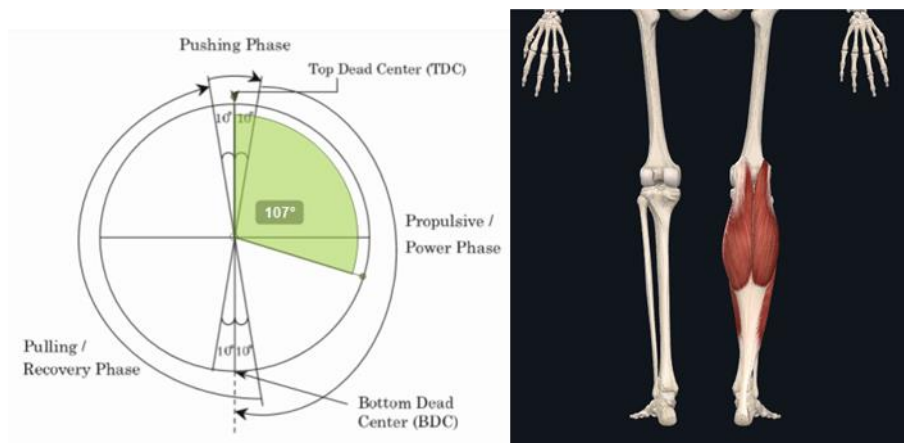 Pushing Phase
Top Dead Center (TDC)
10° 10°
107°
Propulsive /
Power Phase
10° 10°
Pulling /
Recovery Phase
Bottom Dead
Center (BDC)